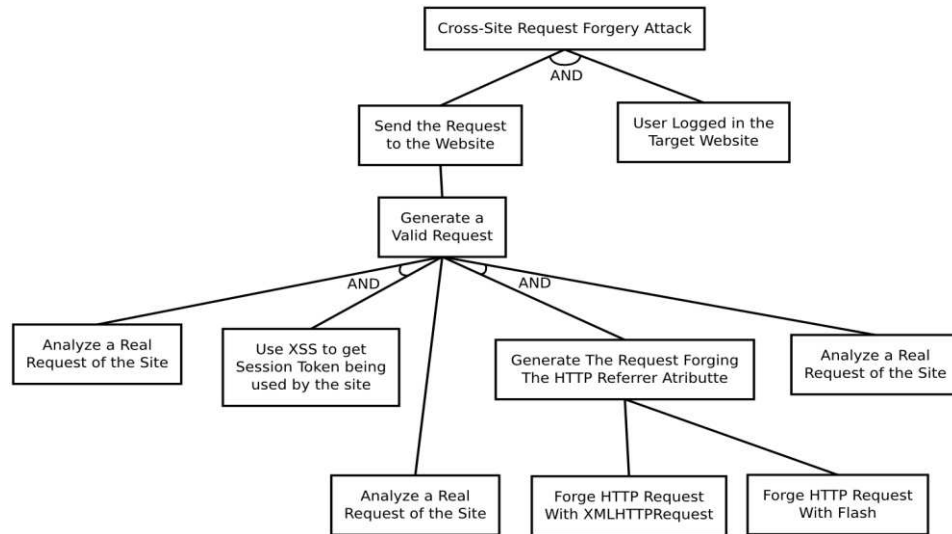 Cross-Site Request Forgery Attack
AND
Send the Request
to the Website
User Logged in the
Target Website
Generate a
Valid Request
AND
AND
Analyze a Real
Request of the Site
Use XSS to get
Session Token being
used by the site
Generate The Request Forging
The HTTP Referrer Atributte
Analyze a Real
Request of the Site
Analyze a Real
Request of the Site
Forge HTTP Request
With XMLHTTPRequest
Forge HTTP Request
With Flash